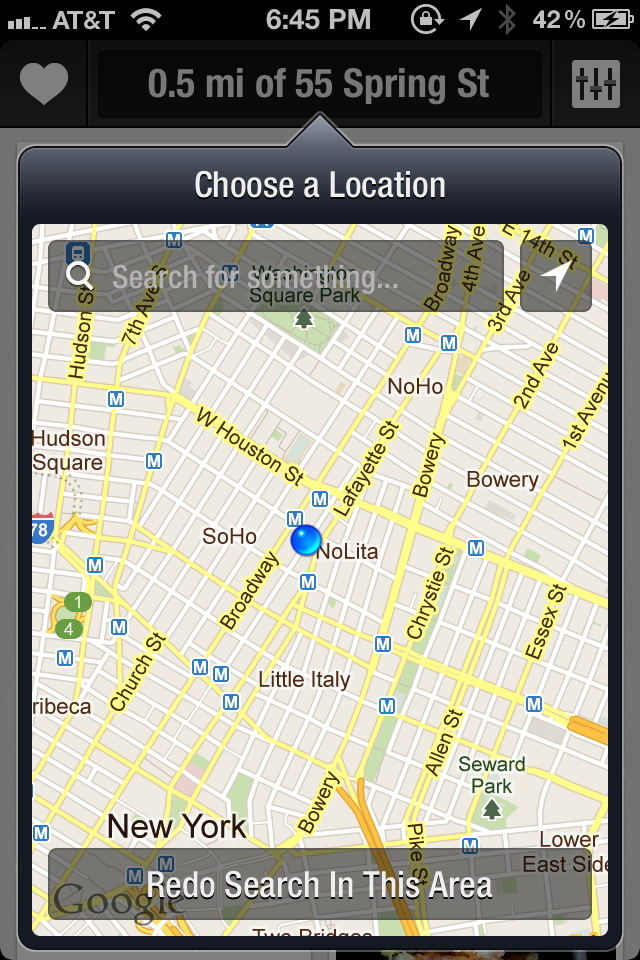 AT&T 6:45 PM 42%
0.5 mi of 55 Spring St
Choose a Location
Search for something...
Washington
Square Park
Hudson St
7th Ave S
Broadway
4th Ave
E 14th St
3rd Ave
2nd Ave
1st Avenu
M
M
M
M
M
NoHo
M
W Houston St
Lafayette St
Bowery
Hudson
Square
M
Bowery
M
M
78
SoHo
NoLita
M
M
M
Broadway
Chrystie St
Essex St
1
4
M
M
M
Church St
M
M
Little Italy
M
M
M
ribeca
Allen St
Seward
Park
Bowery
New York
M
Pike St
M
Lower
East Side
M
M
Redo Search In This Area
Google
Two Bridges